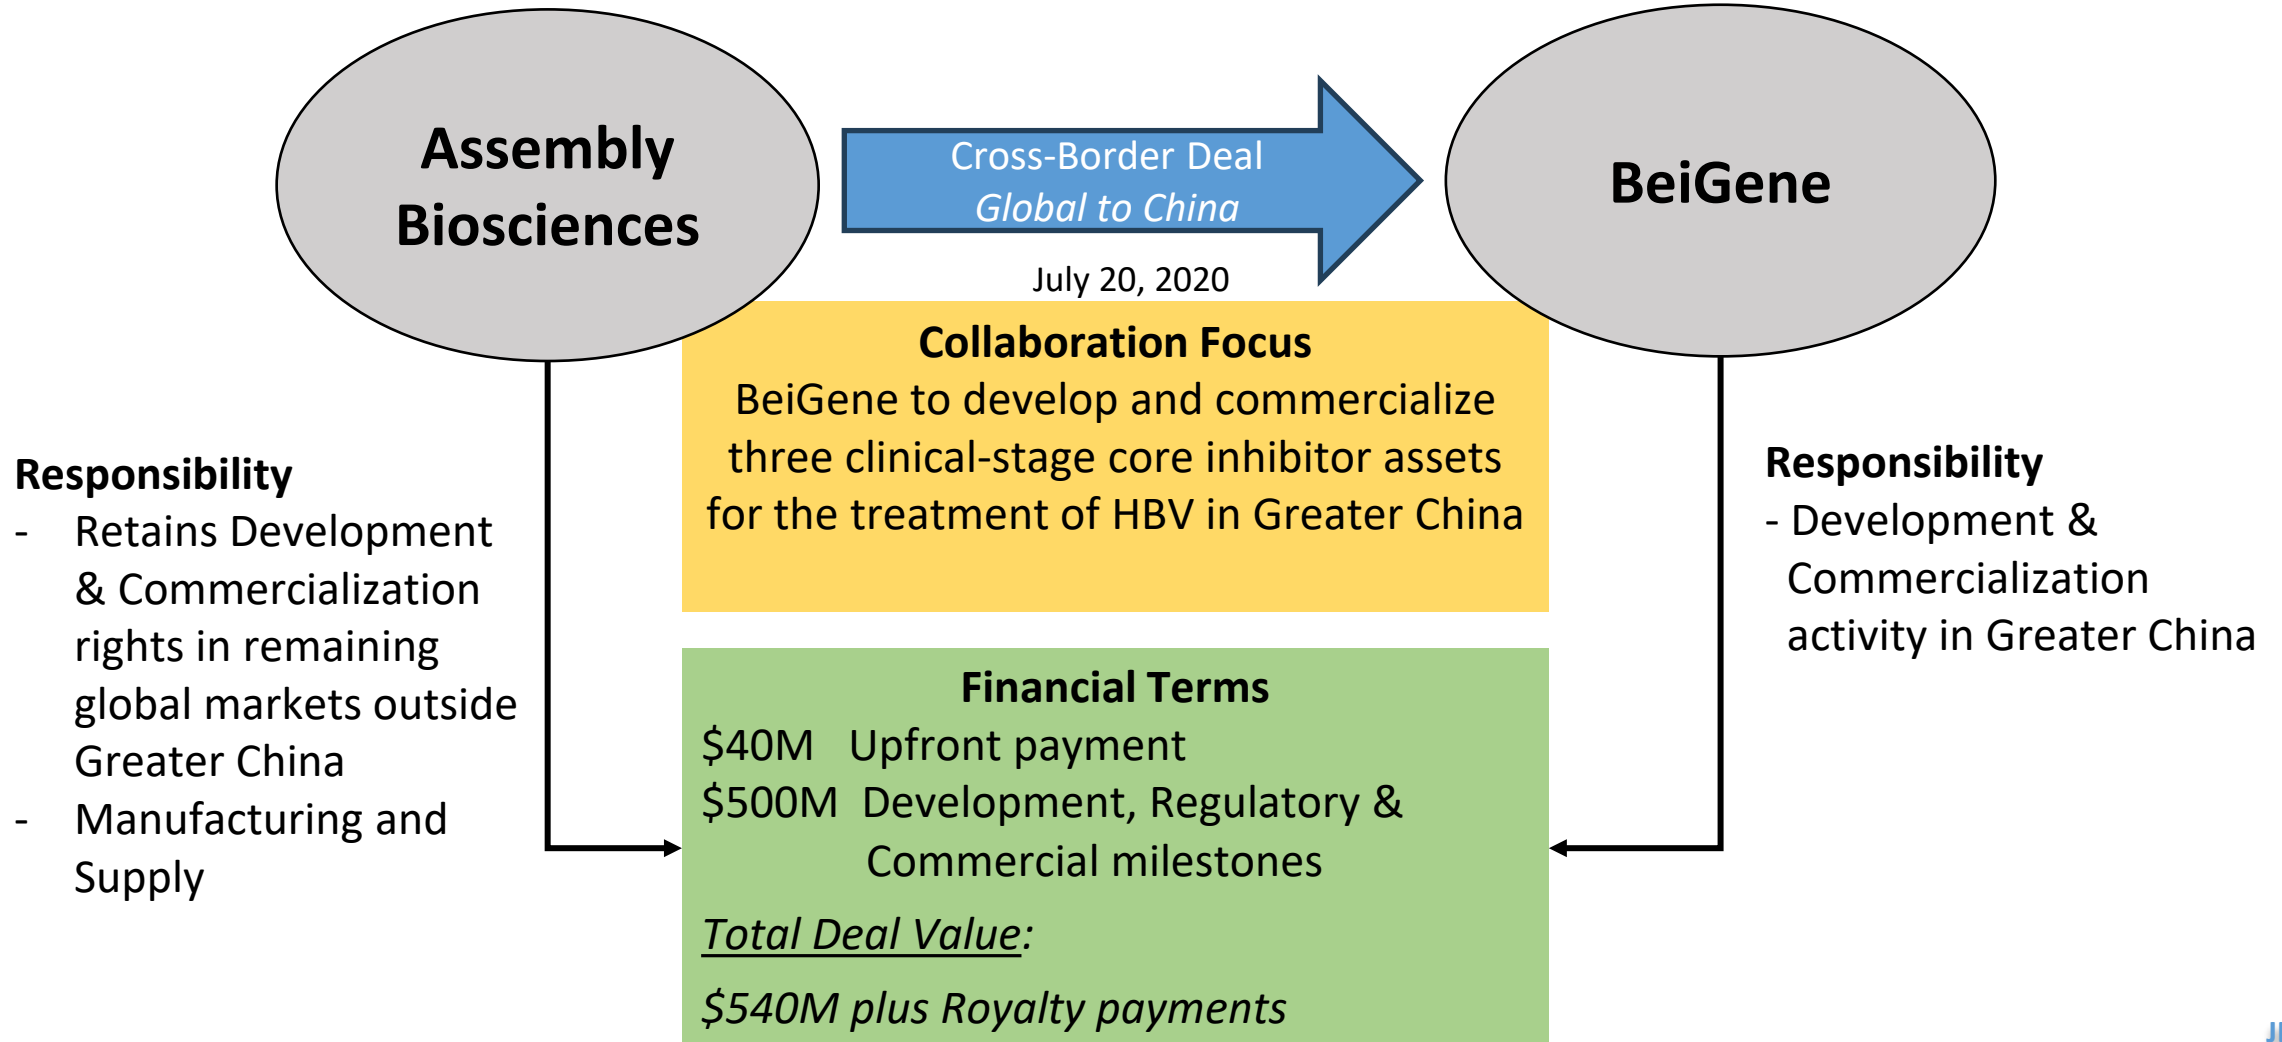 Assembly
Biosciences
Cross-Border Deal
Global to China
BeiGene
July 20, 2020
Collaboration Focus
BeiGene to develop and commercialize
three clinical-stage core inhibitor assets
for the treatment of HBV in Greater China
Responsibility
- Retains Development
& Commercialization
rights in remaining
global markets outside
Greater China
- Manufacturing and
Supply
Responsibility
- Development &
Commercialization
activity in Greater China
Financial Terms
$40M Upfront payment
$500M Development, Regulatory &
Commercial milestones
Total Deal Value:
$540M plus Royalty payments